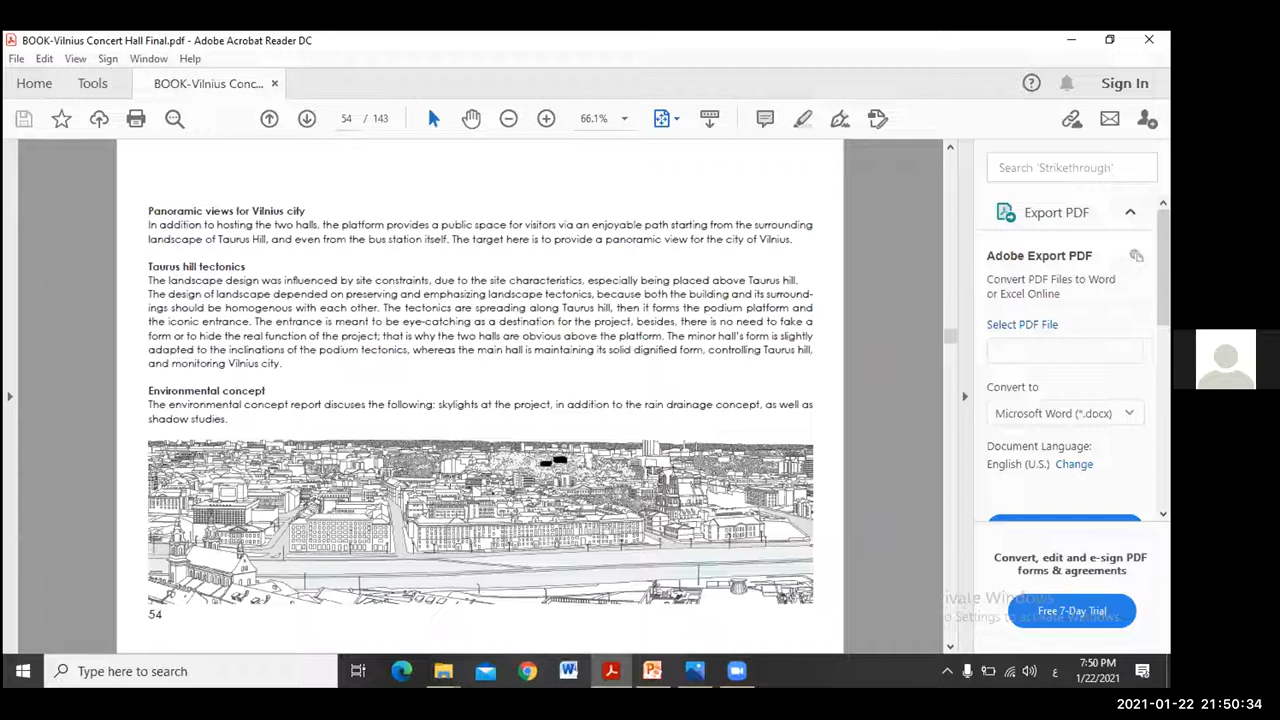 BOOK-Vilnius Concert Hall Final.pdf - Adobe Acrobat Reader DC
File Edit View Sign Window Help
Home Tools BOOK-Vilnius Conc... × Sign In
54 / 143 66.1%
Search 'Strikethrough'
Export PDF
Adobe Export PDF
Convert PDF Files to Word
or Excel Online
Select PDF File
Convert to
Microsoft Word (*.docx)
Document Language:
English (U.S.) Change
Convert, edit and e-sign PDF
forms & agreements
Free 7-Day Trial
Panoramic views for Vilnius city
In addition to hosting the two halls, the platform provides a public space for visitors via an enjoyable path starting from the surrounding
landscape of Taurus Hill, and even from the bus station itself. The target here is to provide a panoramic view for the city of Vilnius.
Taurus hill tectonics
The landscape design was influenced by site constraints, due to the site characteristics, especially being placed above Taurus hill.
The design of landscape depended on preserving and emphasizing landscape tectonics, because both the building and its surround-
ings should be homogenous with each other. The tectonics are spreading along Taurus hill, then it forms the podium platform and
the iconic entrance. The entrance is meant to be eye-catching as a destination for the project, besides, there is no need to fake a
form or to hide the real function of the project; that is why the two halls are obvious above the platform. The minor hall's form is slightly
adapted to the inclinations of the podium tectonics, whereas the main hall is maintaining its solid dignified form, controlling Taurus hill,
and monitoring Vilnius city.
Environmental concept
The environmental concept report discuses the following: skylights at the project, in addition to the rain drainage concept, as well as
shadow studies.
54
Type here to search
ع
7:50 PM
1/22/2021
2021-01-22 21:50:34